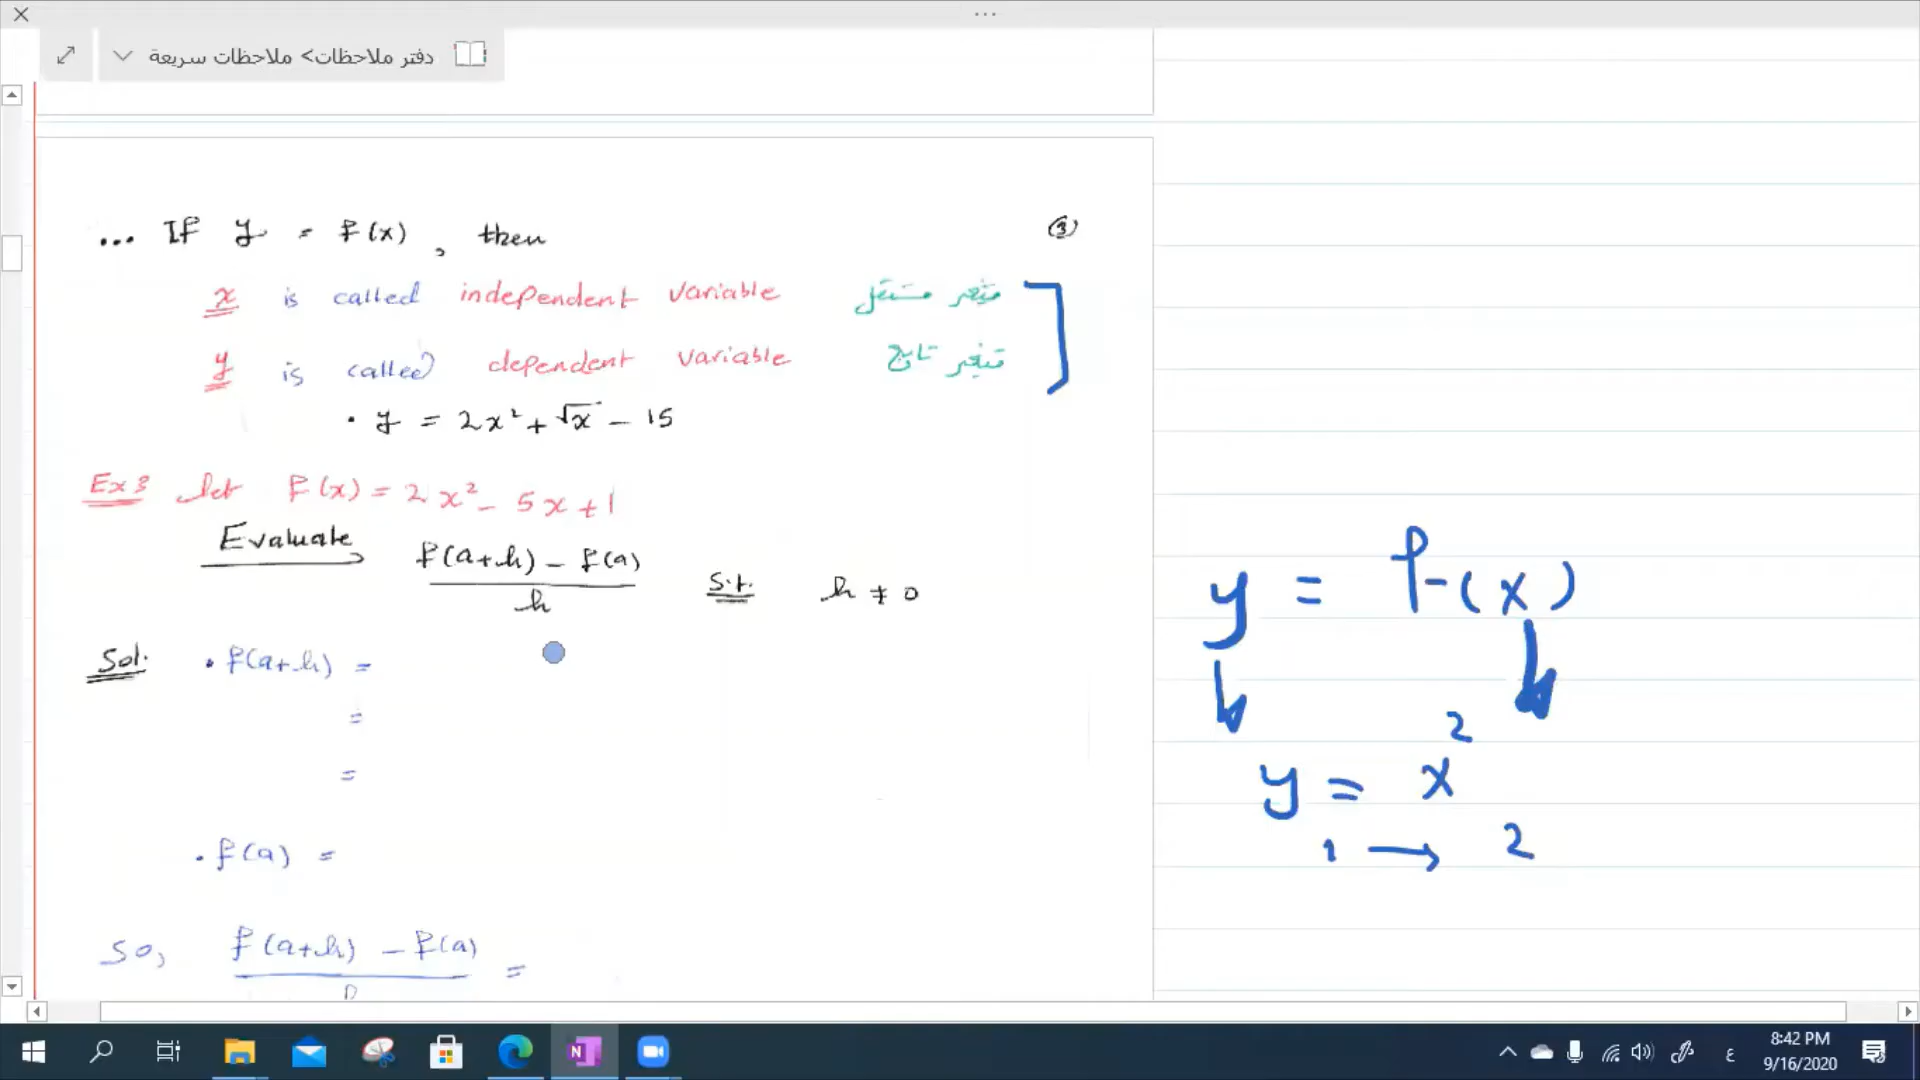 دفتر ملاحظات> ملاحظات سريعة
... If y = f(x), then
(3)
x is called independent variable متغير مستقل
y is called dependent variable متغير تابع
• y = 2x² + √x − 15
Ex3 let f(x) = 2x² − 5x + 1
Evaluate f(a+h) − f(a) / h s.t. h ≠ 0
Sol. • f(a+h) =
=
=
• f(a) =
So, f(a+h) − f(a) / h =
y = f(x)
y = x²
1 → 2
ع
8:42 PM
9/16/2020